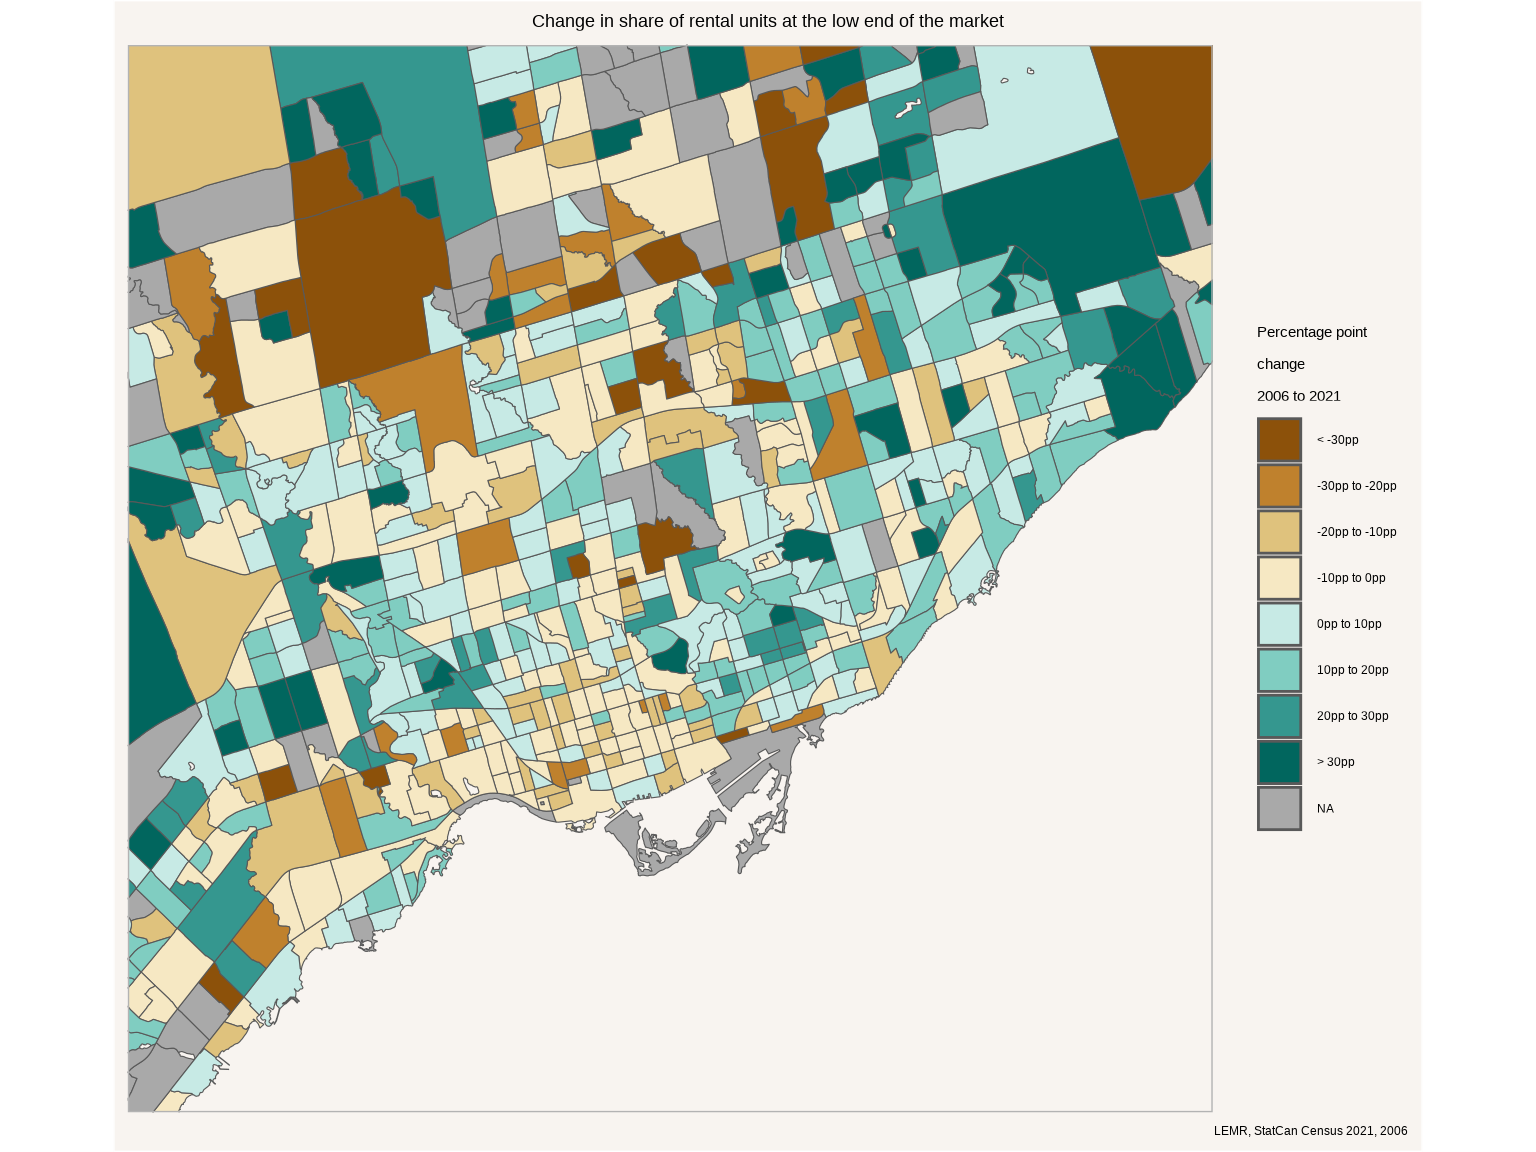 Change in share of rental units at the low end of the market
Percentage point
change
2006 to 2021
< -30pp
-30pp to -20pp
-20pp to -10pp
-10pp to 0pp
0pp to 10pp
10pp to 20pp
20pp to 30pp
> 30pp
NA
LEMR, StatCan Census 2021, 2006